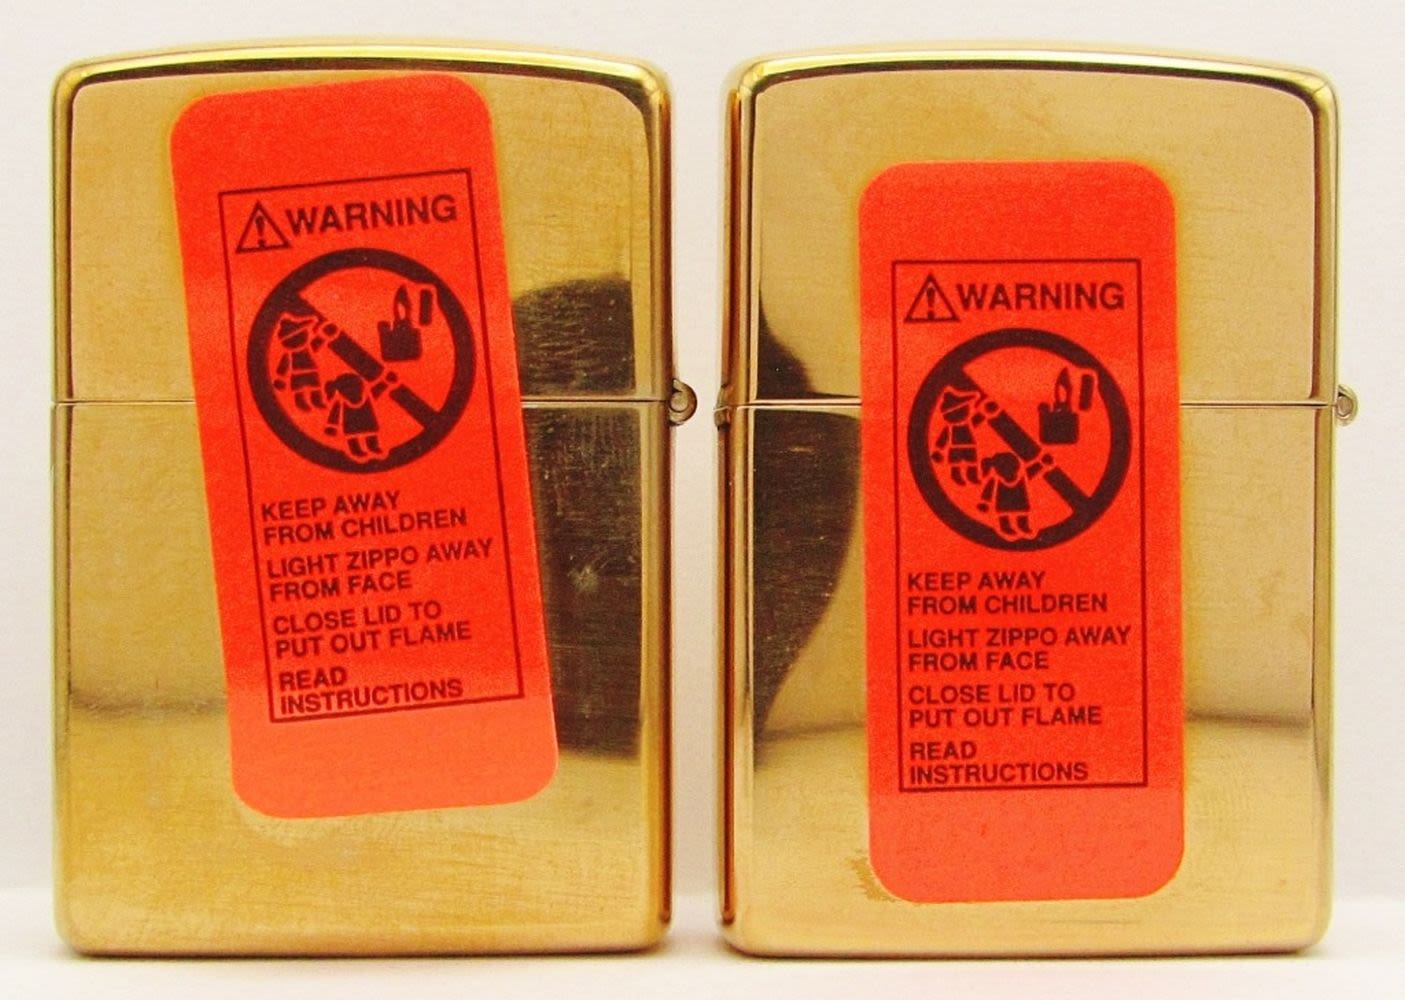 WARNING
KEEP AWAY
FROM CHILDREN
LIGHT ZIPPO AWAY
FROM FACE
CLOSE LID TO
PUT OUT FLAME
READ
INSTRUCTIONS
WARNING
KEEP AWAY
FROM CHILDREN
LIGHT ZIPPO AWAY
FROM FACE
CLOSE LID TO
PUT OUT FLAME
READ
INSTRUCTIONS